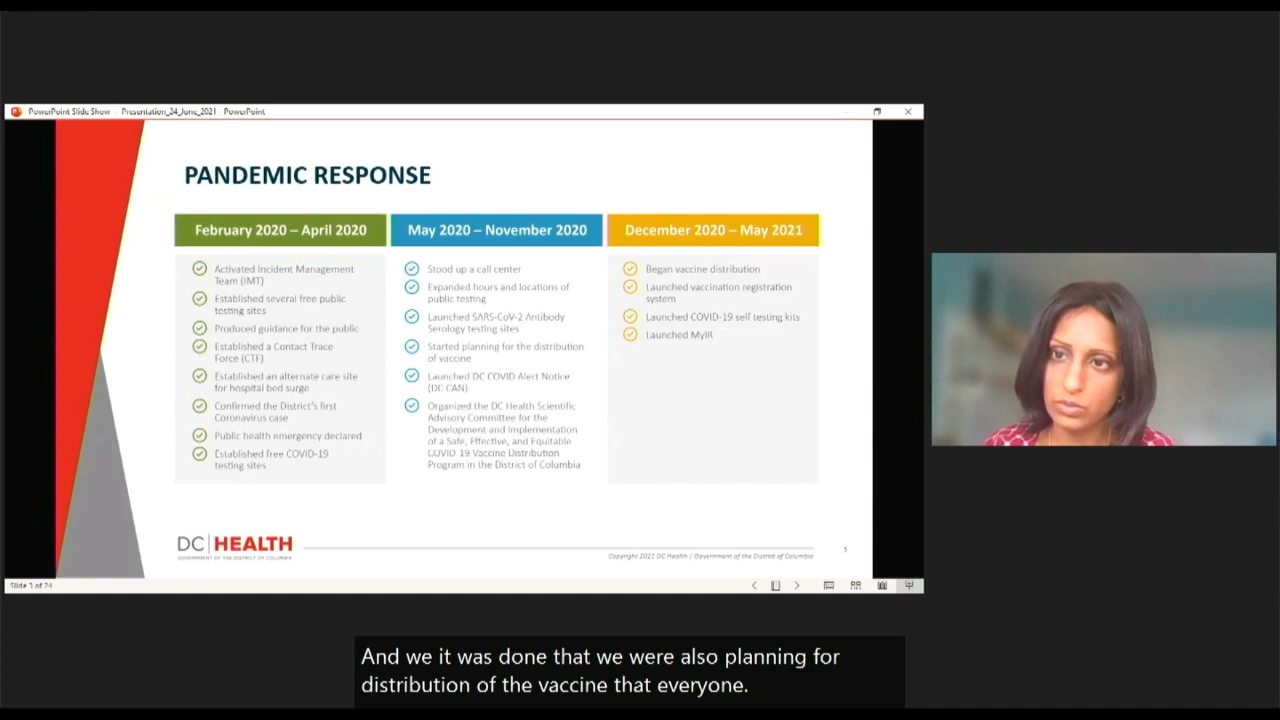 PowerPoint Slide Show - Presentation_24_June_2021 - PowerPoint
PANDEMIC RESPONSE
February 2020 – April 2020
Activated Incident Management
Team (IMT)
Established several free public
testing sites
Produced guidance for the public
Established a Contact Trace
Force (CTF)
Established an alternate care site
for hospital bed surge
Confirmed the District's first
Coronavirus case
Public health emergency declared
Established free COVID-19
testing sites
May 2020 – November 2020
Stood up a call center
Expanded hours and locations of
public testing
Launched SARS-CoV-2 Antibody
Serology testing sites
Started planning for the distribution
of vaccine
Launched DC COVID Alert Notice
(DC CAN)
Organized the DC Health Scientific
Advisory Committee for the
Development and Implementation
of a Safe, Effective, and Equitable
COVID-19 Vaccine Distribution
Program in the District of Columbia
December 2020 – May 2021
Began vaccine distribution
Launched vaccination registration
system
Launched COVID-19 self testing kits
Launched MyIR
DC|HEALTH
GOVERNMENT OF THE DISTRICT OF COLUMBIA
Copyright 2021 DC Health | Government of the District of Columbia
3
Slide 3 of 24
And we it was done that we were also planning for
distribution of the vaccine that everyone.